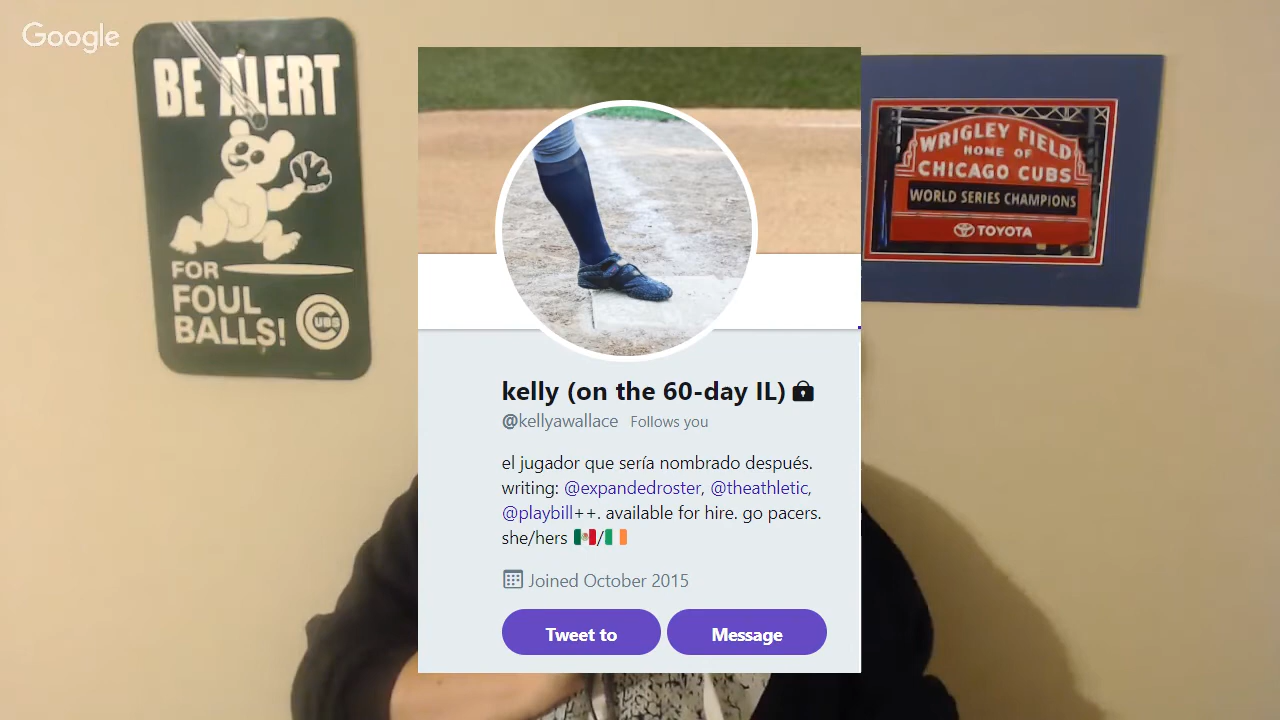 Google
BE ALERT
FOR
FOUL
BALLS!
CUBS
WRIGLEY FIELD
HOME OF
CHICAGO CUBS
WORLD SERIES CHAMPIONS
TOYOTA
kelly (on the 60-day IL)
@kellyawallace Follows you
el jugador que sería nombrado después.
writing: @expandedroster, @theathletic,
@playbill++. available for hire. go pacers.
she/hers 🇲🇽/🇮🇪
Joined October 2015
Tweet to
Message